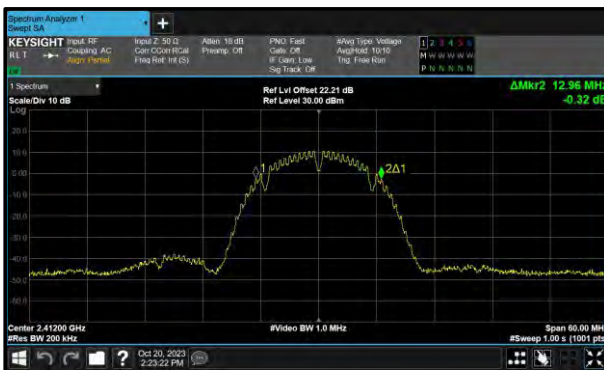 Spectrum Analyzer 1
Swept SA
+
KEYSIGHT
RLT
LW
Input: RF
Coupling: AC
Align: Partial
Input Z: 50 Ω
Corr CCorr RCal
Freq Ref: Int (S)
Atten: 18 dB
Preamp: Off
PNO: Fast
Gate: Off
IF Gain: Low
Sig Track: Off
#Avg Type: Voltage
Avg|Hold: 10/10
Trig: Free Run
1 2 3 4 5 6
M W W W W W
P N N N N N
1 Spectrum
Scale/Div 10 dB
Ref Lvl Offset 22.21 dB
Ref Level 30.00 dBm
ΔMkr2 12.96 MHz
-0.32 dB
Log
20.0
10.0
0.00
-10.0
-20.0
-30.0
-40.0
-50.0
-60.0
1
2Δ1
Center 2.41200 GHz
#Res BW 200 kHz
#Video BW 1.0 MHz
Span 60.00 MHz
#Sweep 1.00 s (1001 pts)
?
Oct 20, 2023
2:23:22 PM